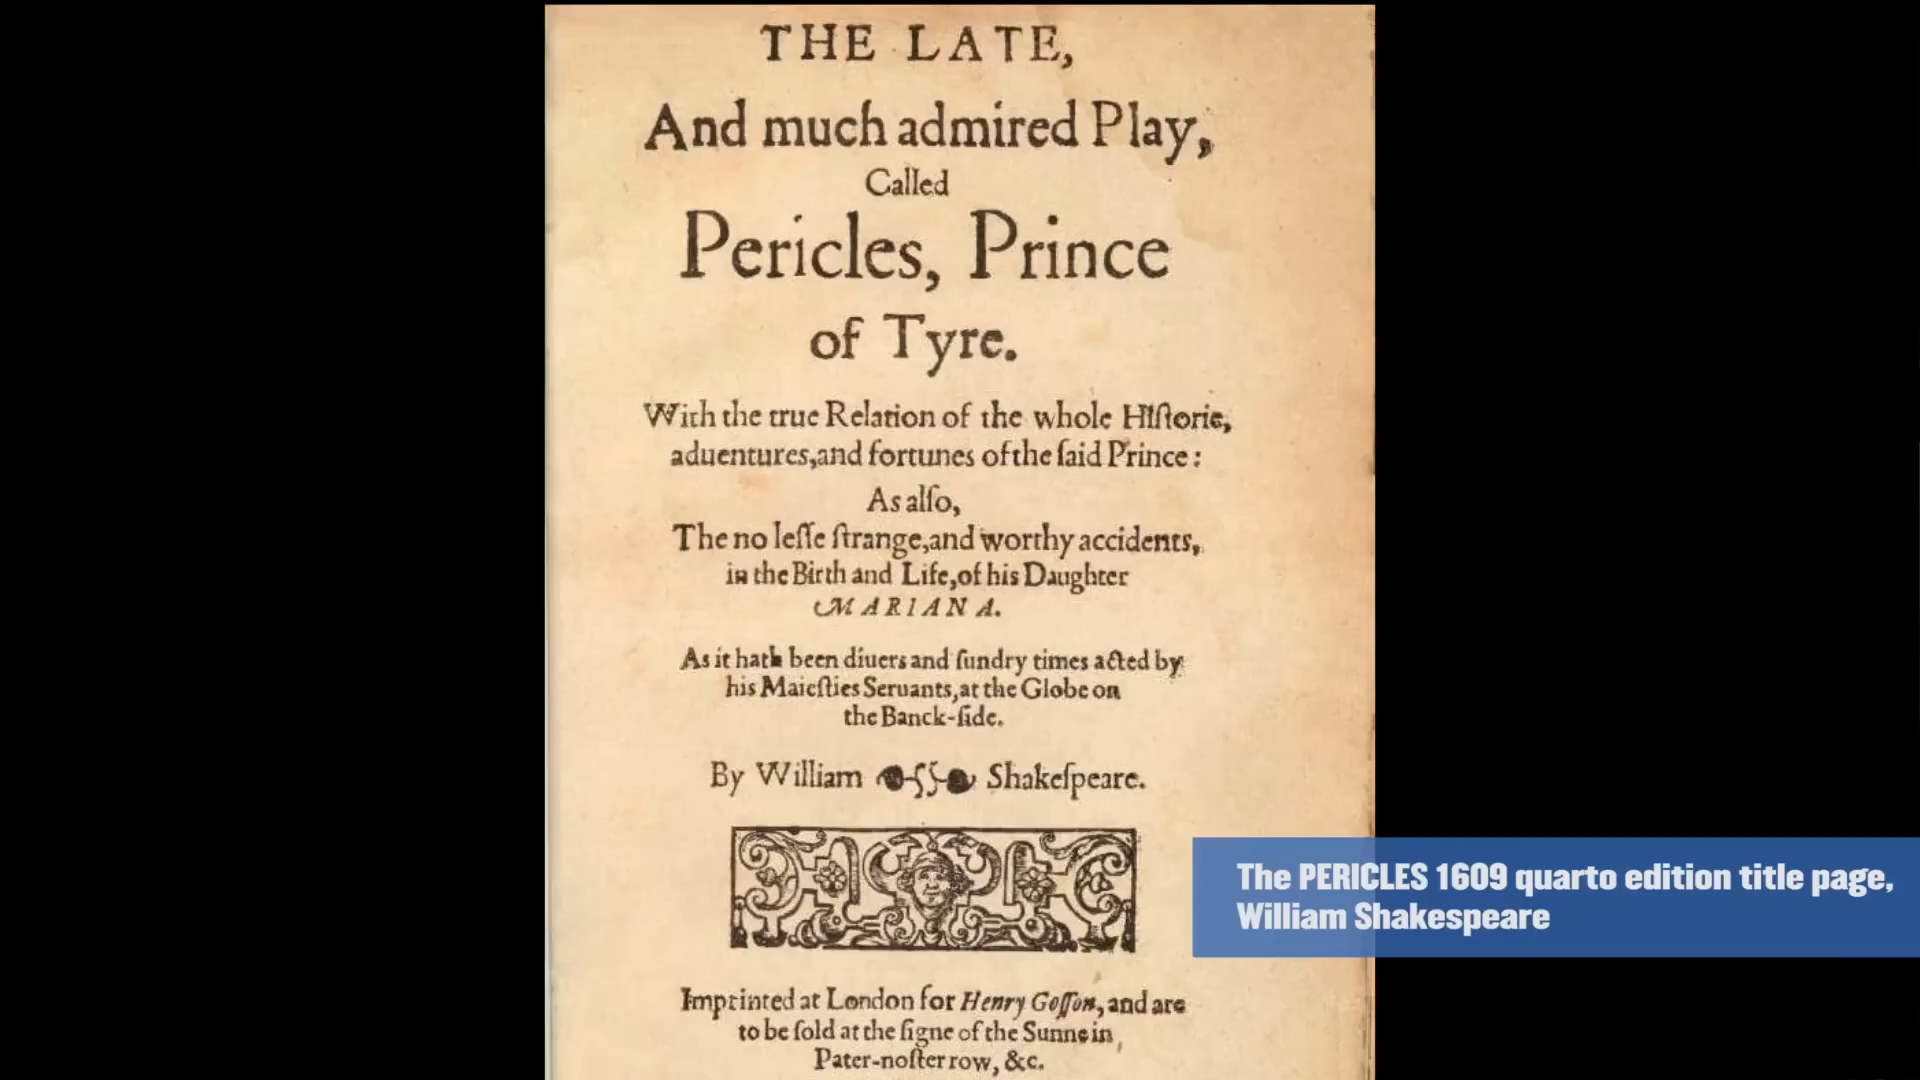 THE LATE,
And much admired Play,
Called
Pericles, Prince
of Tyre.
With the true Relation of the whole Hiſtorie,
aduentures,and fortunes of the ſaid Prince:
As alſo,
The no leſſe ſtrange,and worthy accidents,
in the Birth and Life,of his Daughter
MARIANA.
As it hath been diuers and ſundry times acted by
his Maieſties Seruants,at the Globe on
the Banck-ſide.
By William Shakeſpeare.
The PERICLES 1609 quarto edition title page,
William Shakespeare
Imprinted at London for Henry Goſſon, and are
to be ſold at the ſigne of the Sunne in
Pater-noſter row, &c.